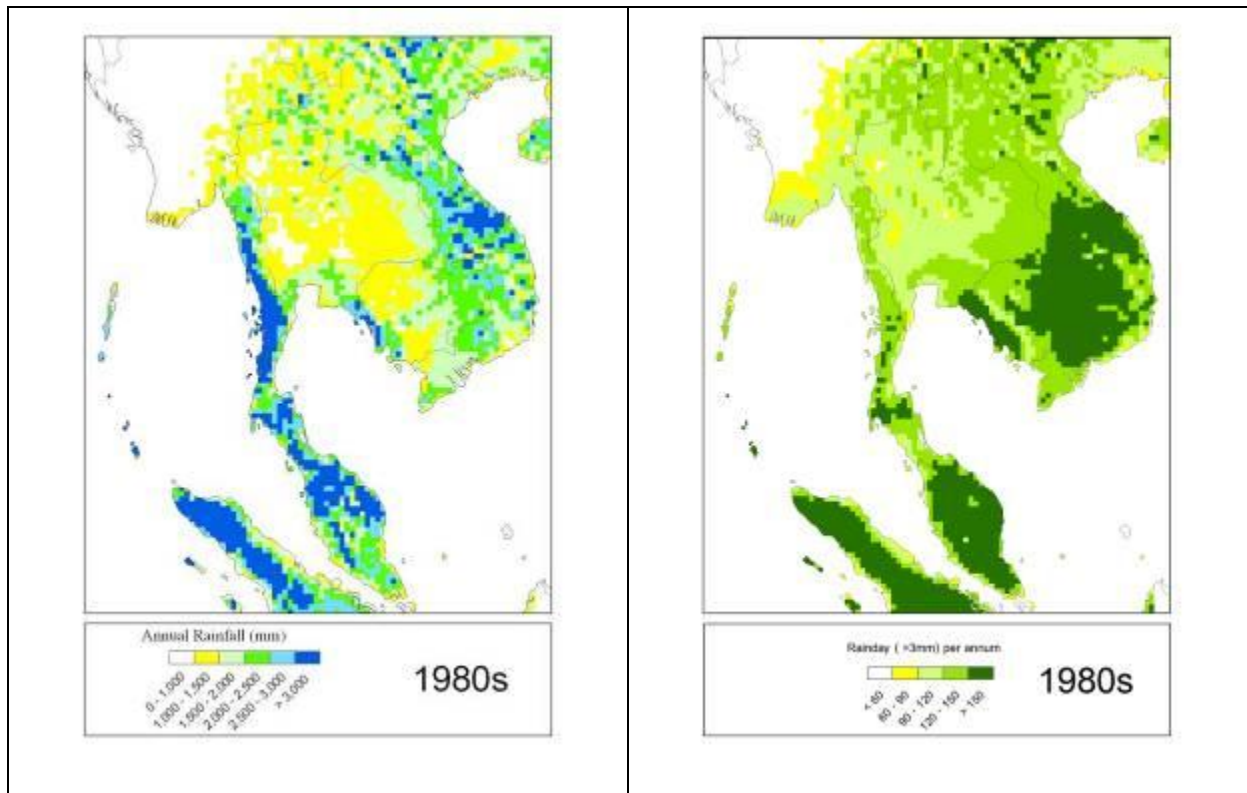 Annual Rainfall (mm)
0 - 1,000
1,000 - 1,500
1,500 - 2,000
2,000 - 2,500
2,500 - 3,000
> 3,000
1980s
Rainday ( >3mm) per annum
< 60
60 - 90
90 - 120
120 - 150
> 150
1980s